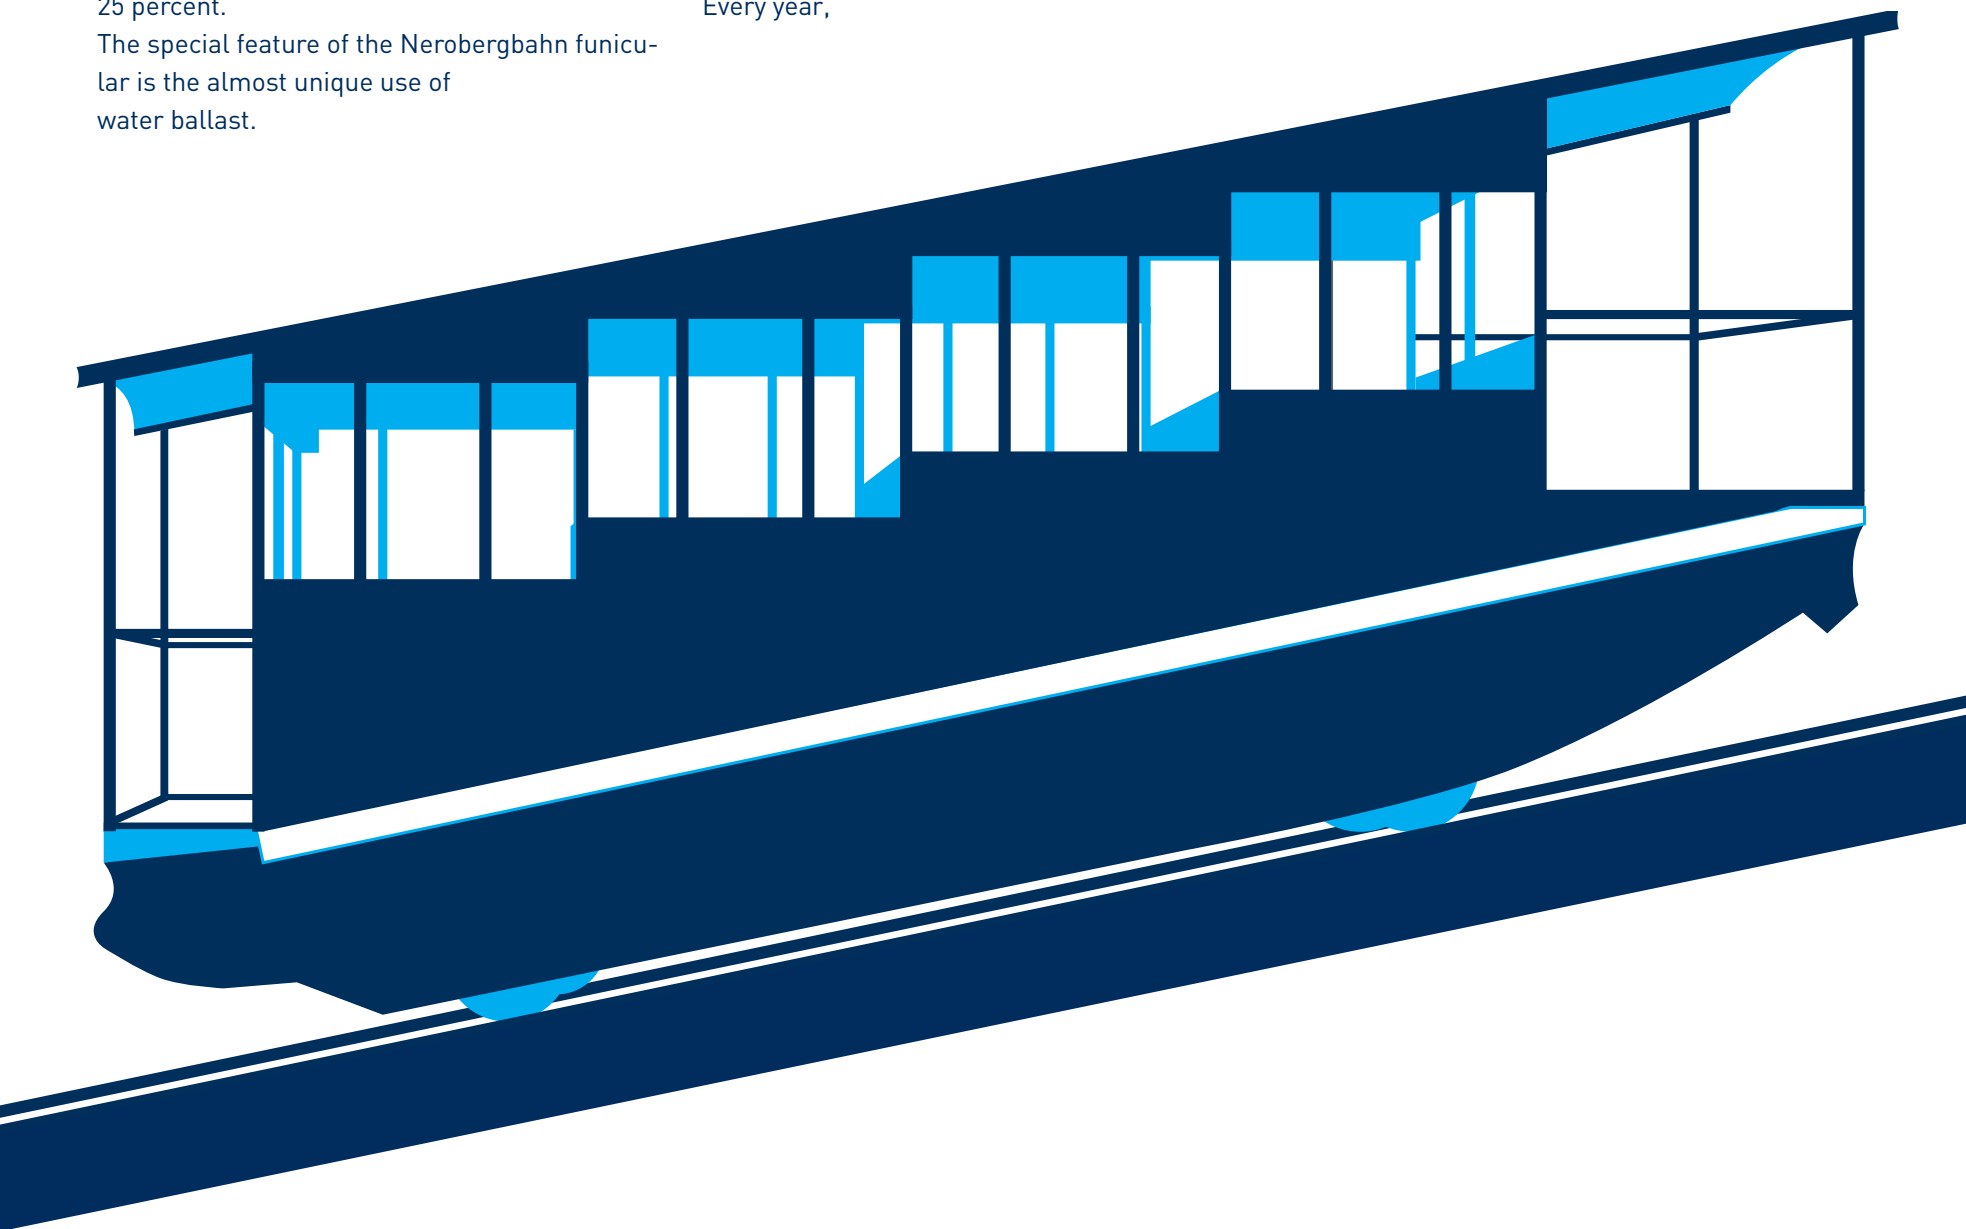 25 percent.
The special feature of the Nerobergbahn funicu-
lar is the almost unique use of
water ballast.
Every year,